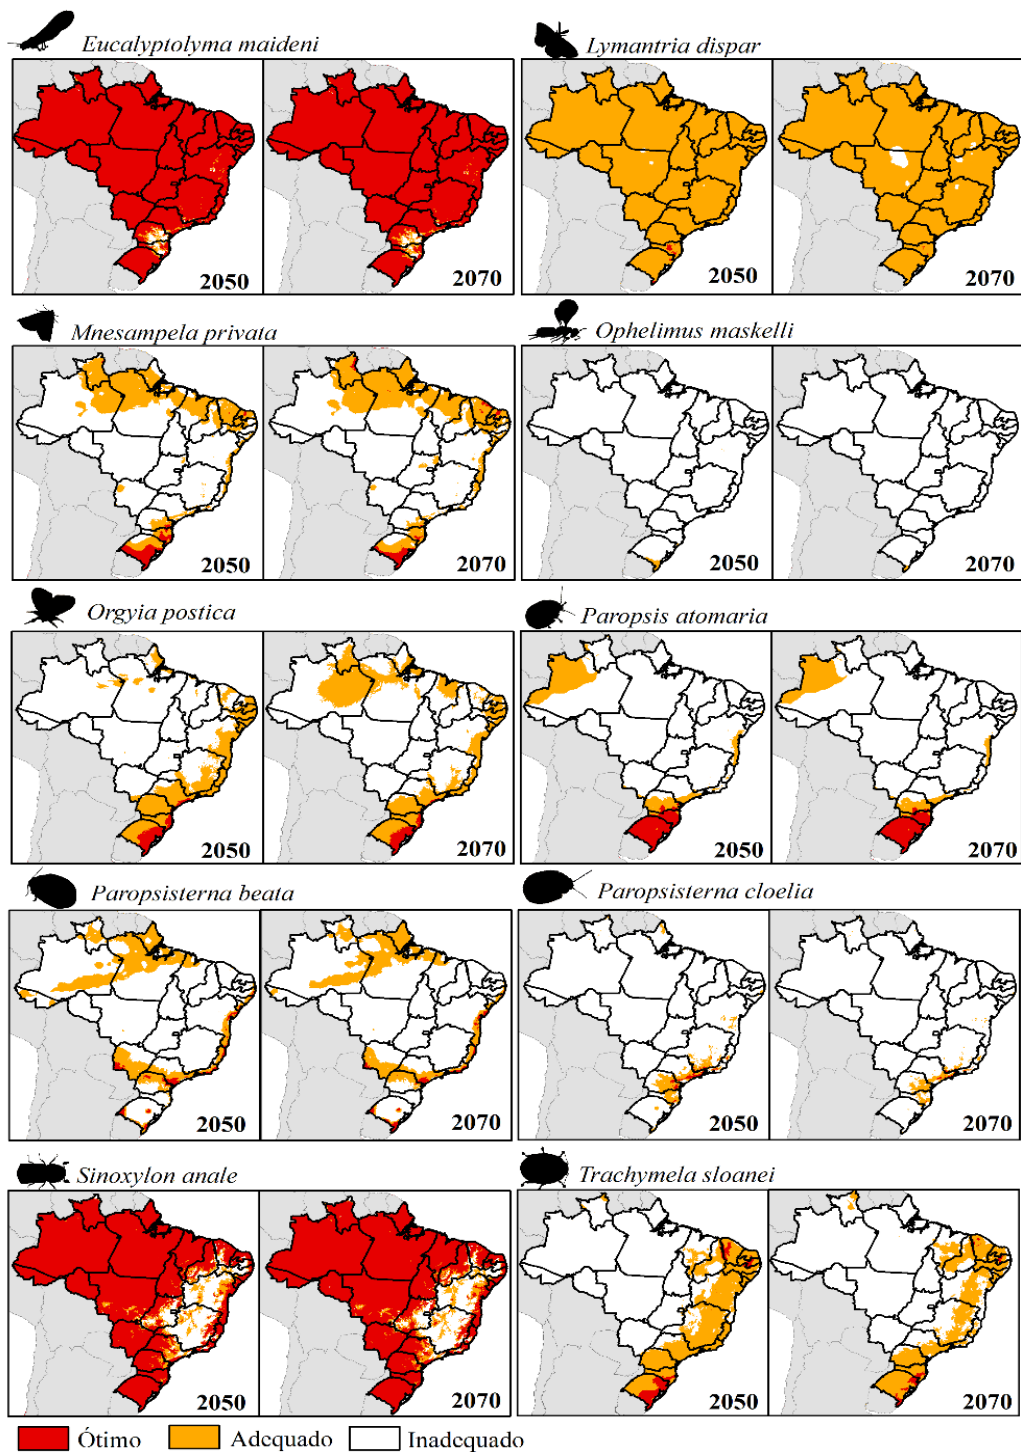 Eucalyptolyma maideni
Lymantria dispar
2050
2070
2050
2070
Mnesampela privata
Ophelimus maskelli
2050
2070
2050
2070
Orgyia postica
Paropsis atomaria
2050
2070
2050
2070
Paropsisterna beata
Paropsisterna cloelia
2050
2070
2050
2070
Sinoxylon anale
Trachymela sloanei
2050
2070
2050
2070
Ótimo
Adequado
Inadequado